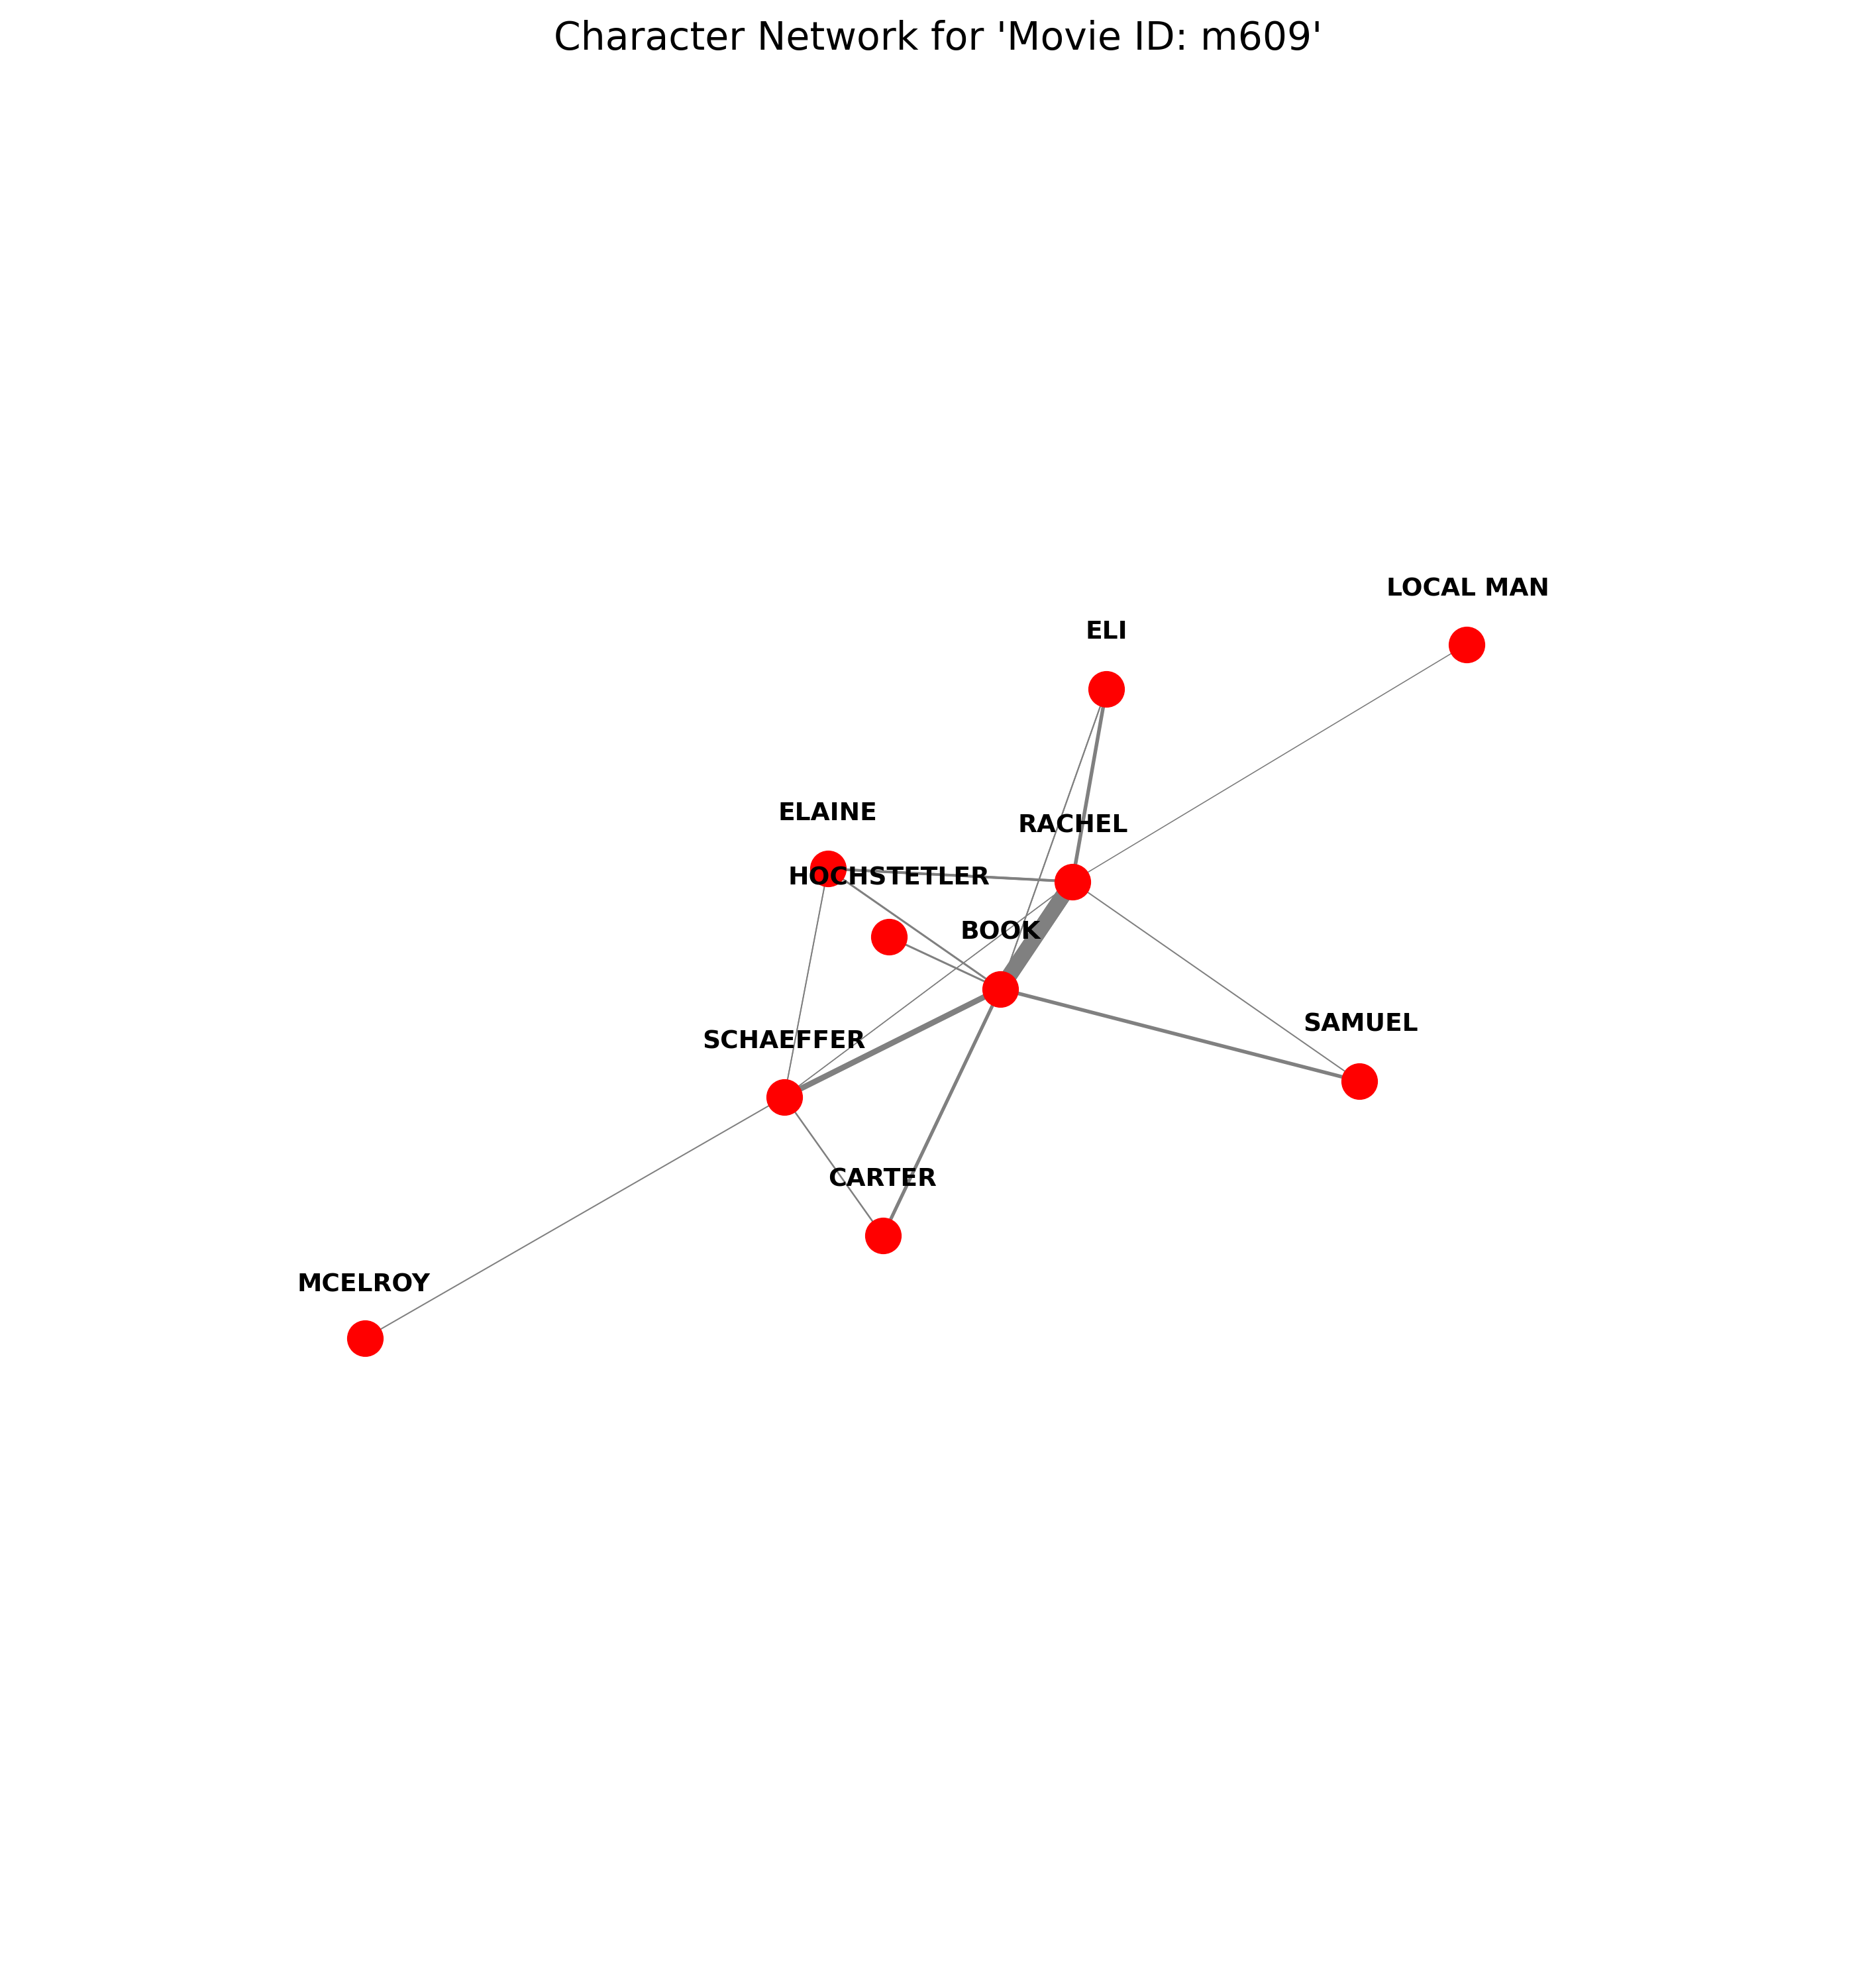 Character Network for 'Movie ID: m609'
LOCAL MAN
ELI
ELAINE
RACHEL
HOCHSTETLER
BOOK
SAMUEL
SCHAEFFER
CARTER
MCELROY